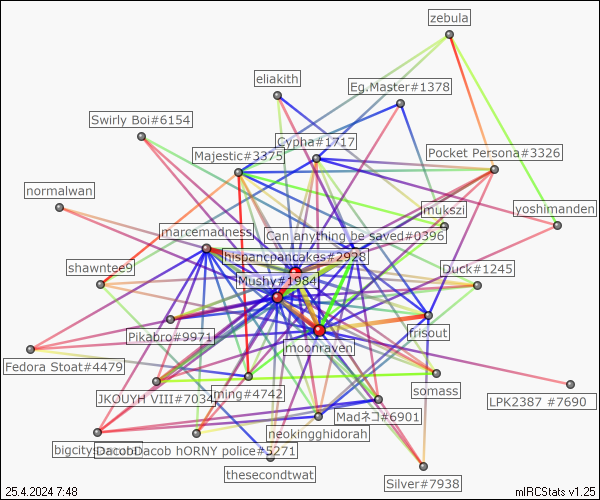 zebula
eliakith
Eg.Master#1378
Swirly Boi#6154
Cypha#1717
Majestic#3375
Pocket Persona#3326
normalwan
mukszi
yoshimanden
marcemadness
Can anything be saved#0396
hispancpancakes#2928
shawntee9
Mushy#1984
Duck#1245
Pikabro#9971
frisout
moonraven
Fedora Stoat#4479
JKOUYH VIII#7034
ming#4742
somass
LPK2387 #7690
Madネコ#6901
neokingghidorah
DacobDacob hORNY police#5271
thesecondtwat
Silver#7938
25.4.2024 7:48
mIRCStats v1.25